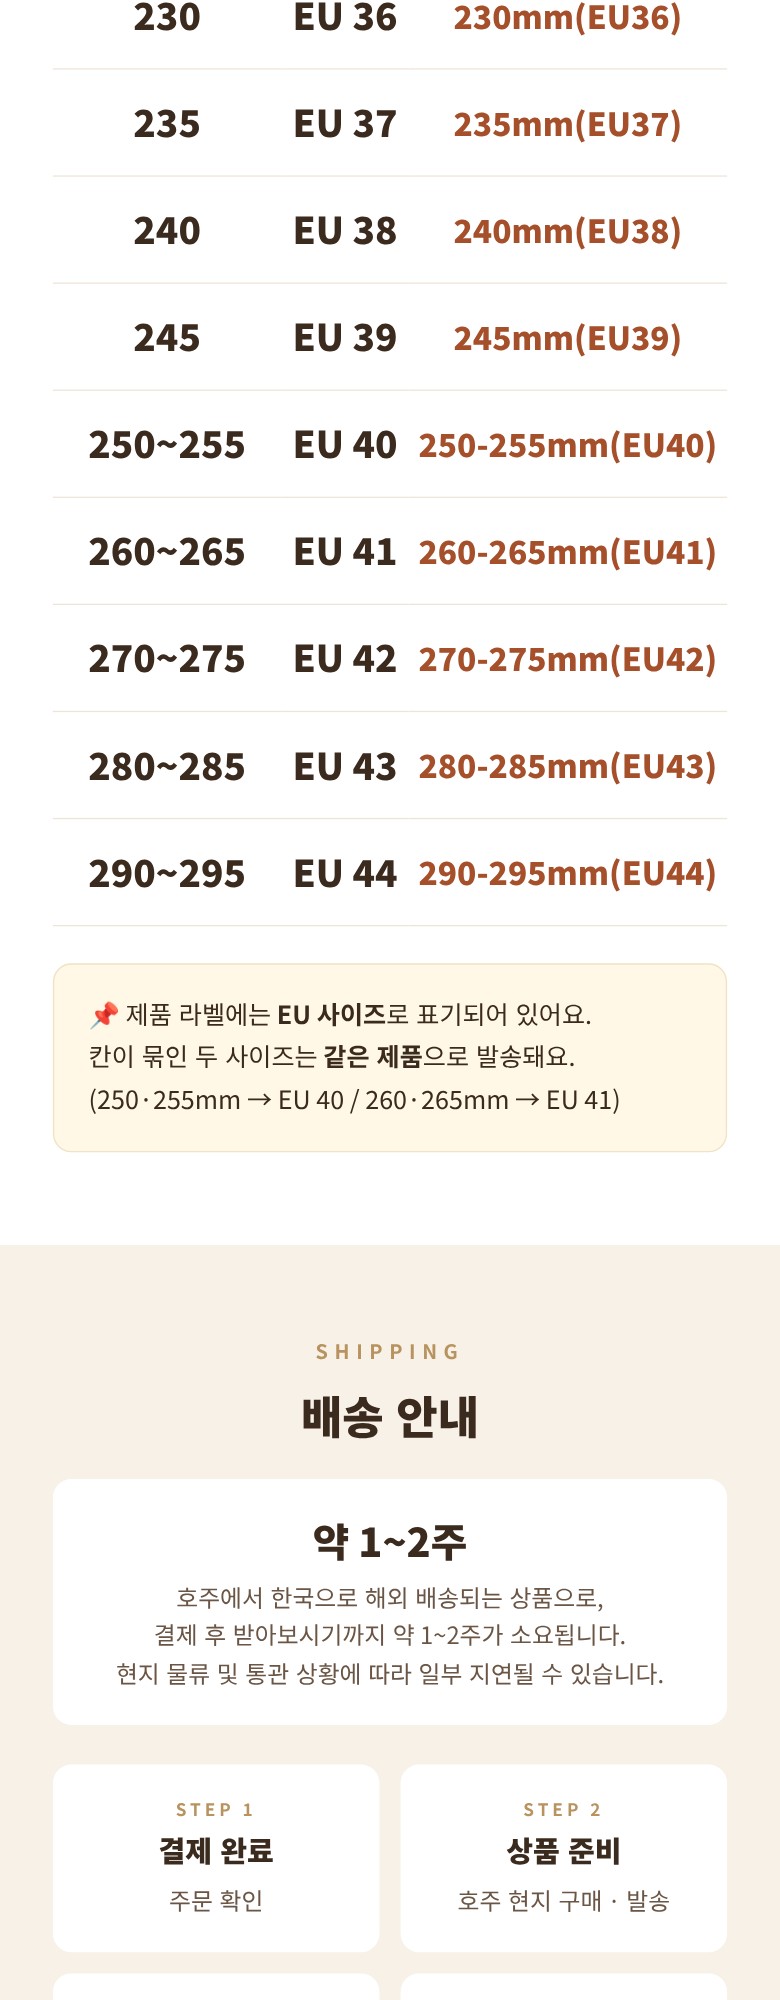 230 EU 36 230mm(EU36)
235 EU 37 235mm(EU37)
240 EU 38 240mm(EU38)
245 EU 39 245mm(EU39)
250~255 EU 40 250-255mm(EU40)
260~265 EU 41 260-265mm(EU41)
270~275 EU 42 270-275mm(EU42)
280~285 EU 43 280-285mm(EU43)
290~295 EU 44 290-295mm(EU44)
📌 제품 라벨에는 EU 사이즈로 표기되어 있어요.
칸이 묶인 두 사이즈는 같은 제품으로 발송돼요.
(250·255mm → EU 40 / 260·265mm → EU 41)
SHIPPING
배송 안내
약 1~2주
호주에서 한국으로 해외 배송되는 상품으로,
결제 후 받아보시기까지 약 1~2주가 소요됩니다.
현지 물류 및 통관 상황에 따라 일부 지연될 수 있습니다.
STEP 1
결제 완료
주문 확인
STEP 2
상품 준비
호주 현지 구매 · 발송